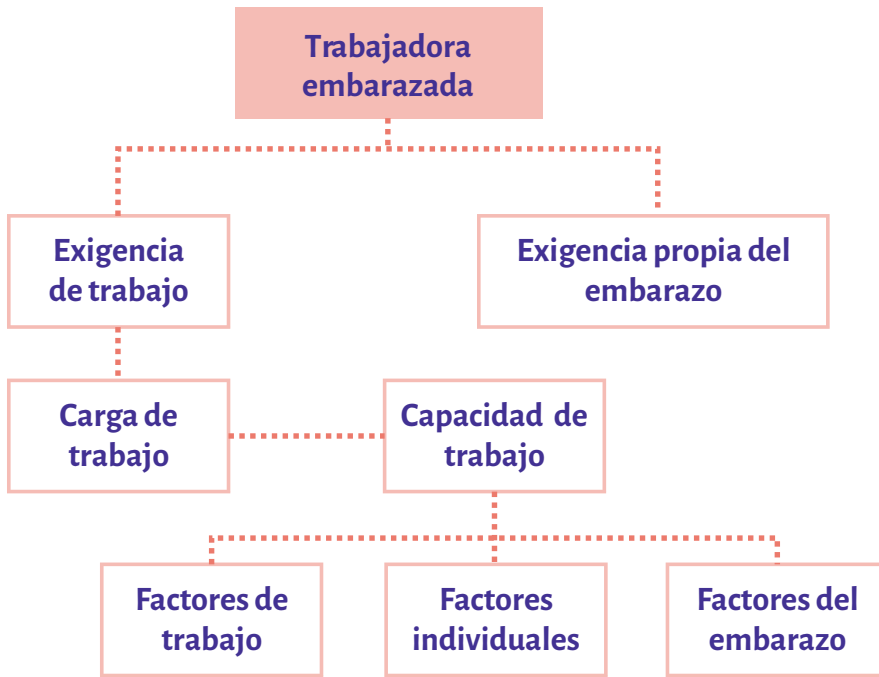 Trabajadora
embarazada
Exigencia
de trabajo
Exigencia propia del
embarazo
Carga de
trabajo
Capacidad de
trabajo
Factores de
trabajo
Factores
individuales
Factores del
embarazo